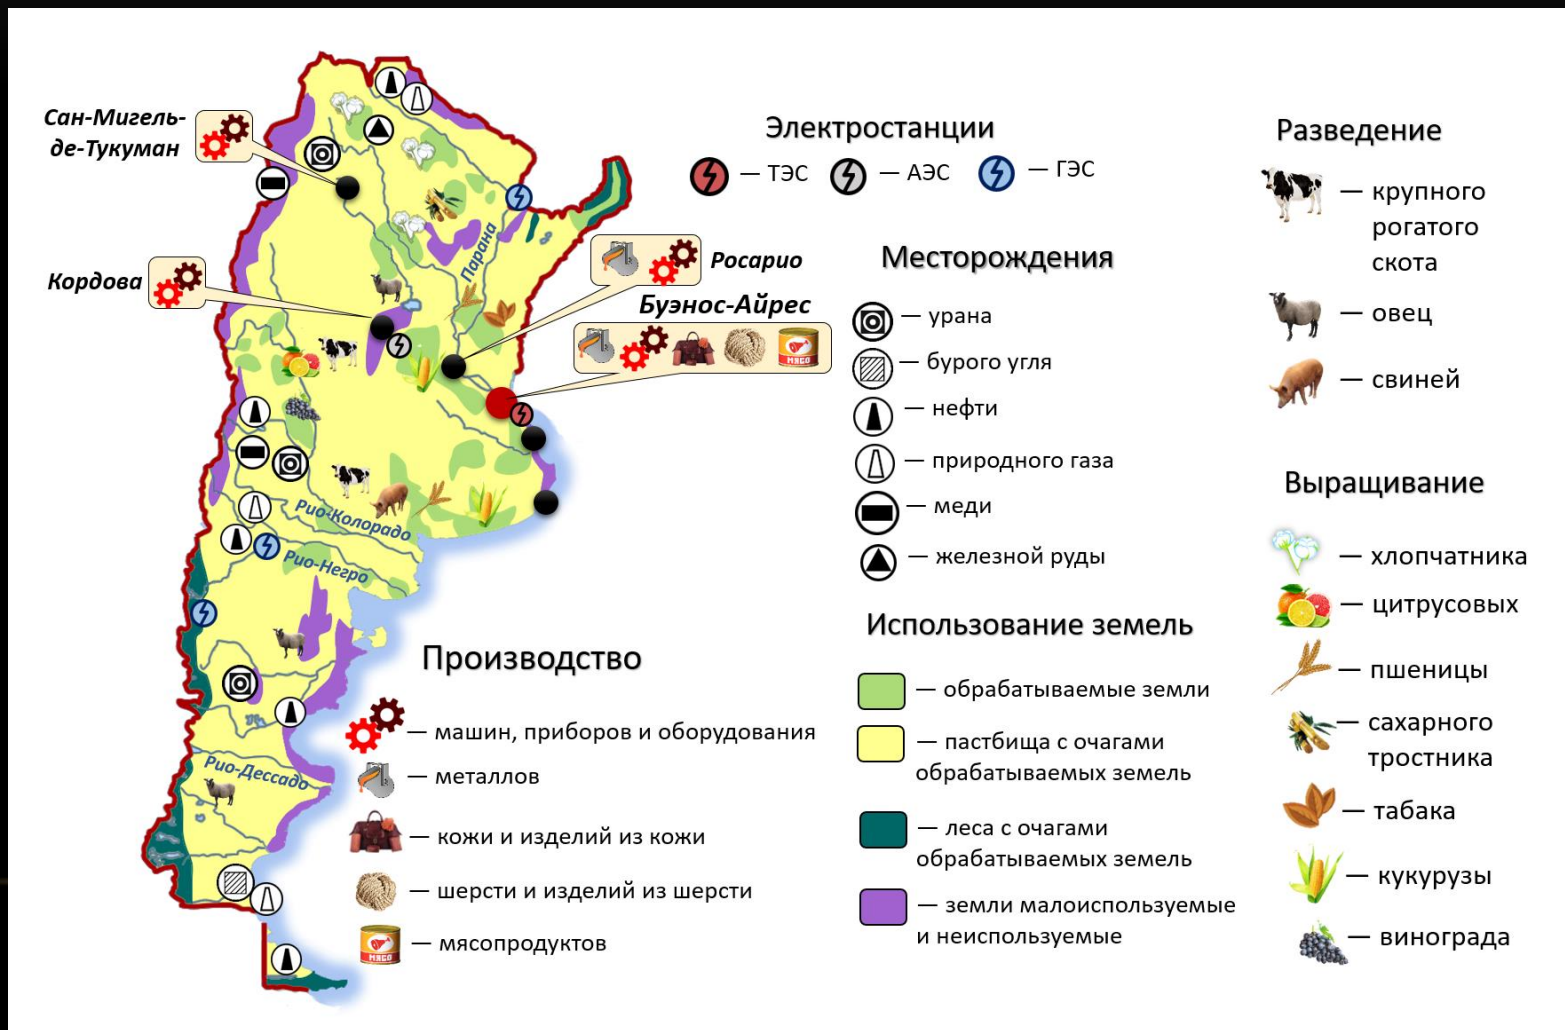 Сан-Мигель-
де-Тукуман
Кордова
Росарио
Буэнос-Айрес
МЯСО
Парана
Рио-Колорадо
Рио-Негро
Рио-Дессадо
Производство
— машин, приборов и оборудования
— металлов
— кожи и изделий из кожи
— шерсти и изделий из шерсти
МЯСО
— мясопродуктов
Электростанции
— ТЭС
— АЭС
— ГЭС
Месторождения
— урана
— бурого угля
— нефти
— природного газа
— меди
— железной руды
Использование земель
— обрабатываемые земли
— пастбища с очагами
обрабатываемых земель
— леса с очагами
обрабатываемых земель
— земли малоиспользуемые
и неиспользуемые
Разведение
— крупного
рогатого
скота
— овец
— свиней
Выращивание
— хлопчатника
— цитрусовых
— пшеницы
— сахарного
тростника
— табака
— кукурузы
— винограда